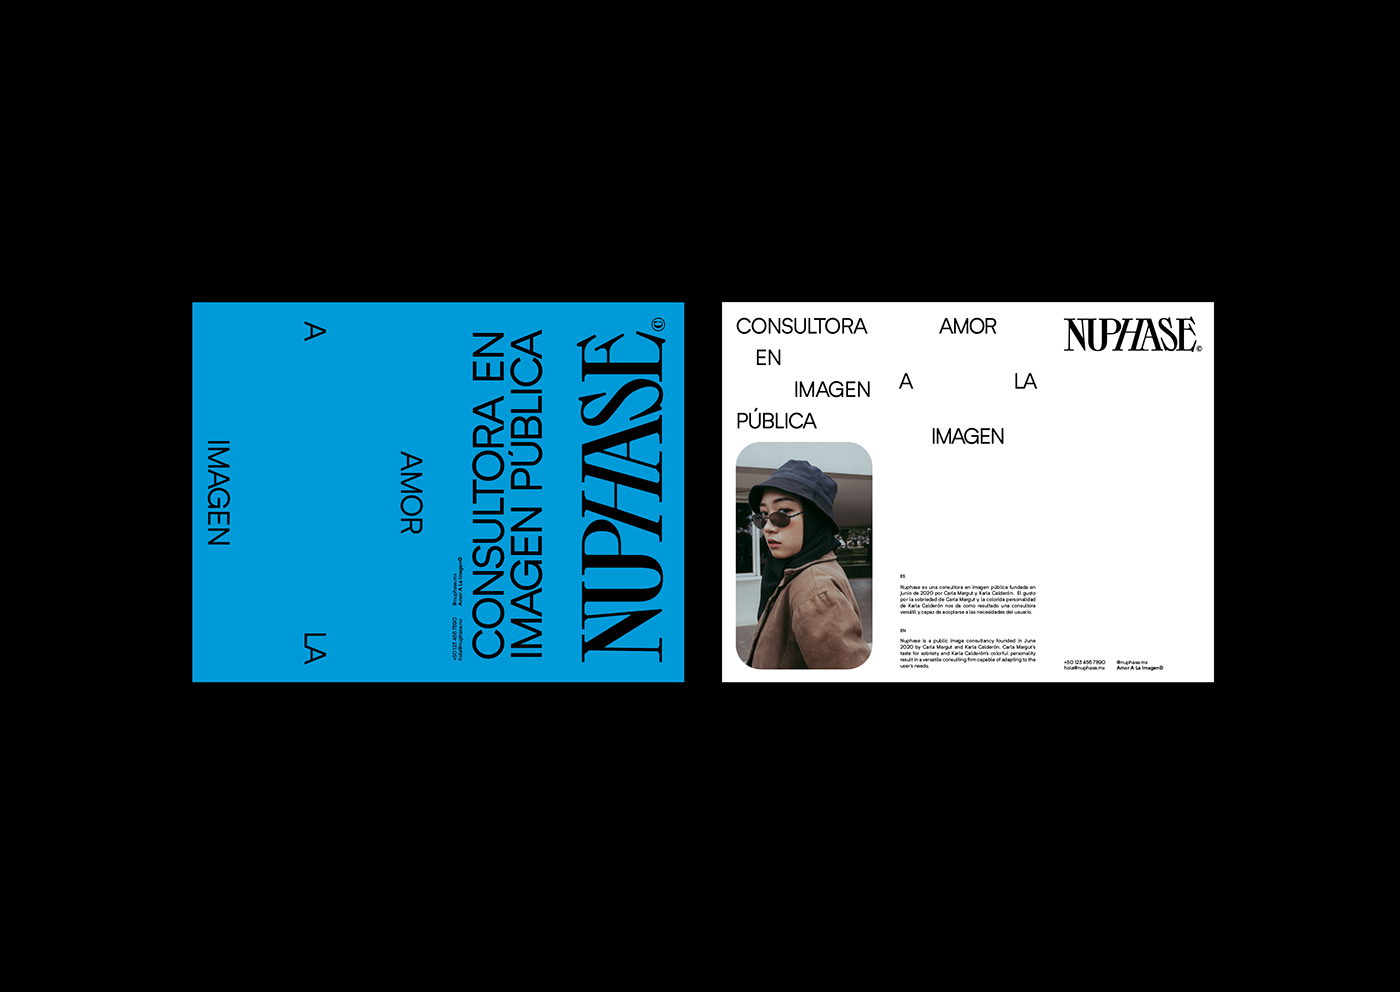 NUPHASE©
CONSULTORA EN
IMAGEN PÚBLICA
+50 123 456 7890
hola@nuphase.mx
@nuphase.mx
Amor A La Imagen©
AMOR
A
LA
IMAGEN
CONSULTORA
EN
IMAGEN
PÚBLICA
AMOR
A LA
IMAGEN
NUPHASE©
ES
Nuphase es una consultora en imagen pública fundada en
junio de 2020 por Carla Margut y Karla Calderón. El gusto
por la sobriedad de Carla Margut y la colorida personalidad
de Karla Calderón nos da como resultado una consultora
versátil y capaz de acoplarse a las necesidades del usuario.
EN
Nuphase is a public image consultancy founded in June
2020 by Carla Margut and Karla Calderón. Carla Margut's
taste for sobriety and Karla Calderón's colorful personality
result in a versatile consulting firm capable of adapting to the
user's needs.
+50 123 456 7890
hola@nuphase.mx
@nuphase.mx
Amor A La Imagen©